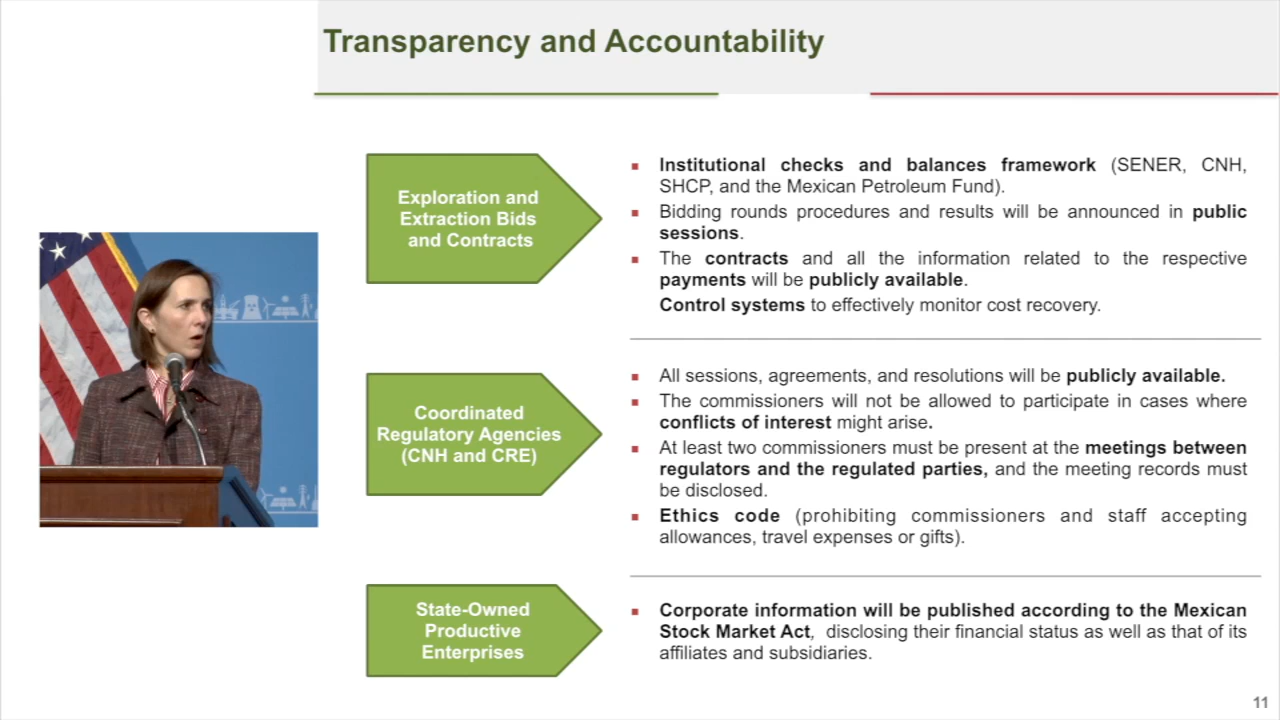 Transparency and Accountability
Exploration and
Extraction Bids
and Contracts
Institutional checks and balances framework (SENER, CNH,
SHCP, and the Mexican Petroleum Fund).
Bidding rounds procedures and results will be announced in public
sessions.
The contracts and all the information related to the respective
payments will be publicly available.
Control systems to effectively monitor cost recovery.
Coordinated
Regulatory Agencies
(CNH and CRE)
All sessions, agreements, and resolutions will be publicly available.
The commissioners will not be allowed to participate in cases where
conflicts of interest might arise.
At least two commissioners must be present at the meetings between
regulators and the regulated parties, and the meeting records must
be disclosed.
Ethics code (prohibiting commissioners and staff accepting
allowances, travel expenses or gifts).
State-Owned
Productive
Enterprises
Corporate information will be published according to the Mexican
Stock Market Act, disclosing their financial status as well as that of its
affiliates and subsidiaries.
11